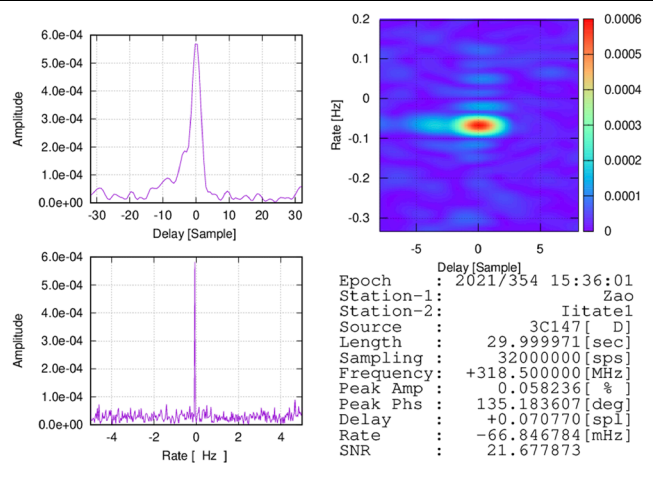 6.0e-04
5.0e-04
4.0e-04
3.0e-04
2.0e-04
1.0e-04
0.0e+00
Amplitude
-30 -20 -10 0 10 20 30
Delay [Sample]
0.2
0.1
0
-0.1
-0.2
-0.3
Rate [Hz]
-5 0 5
Delay [Sample]
0.0006
0.0005
0.0004
0.0003
0.0002
0.0001
0
6.0e-04
5.0e-04
4.0e-04
3.0e-04
2.0e-04
1.0e-04
0.0e+00
Amplitude
-4 -2 0 2 4
Rate [ Hz ]
Epoch : 2021/354 15:36:01
Station-1: Zao
Station-2: Iitate1
Source : 3C147[ D]
Length : 29.999971[sec]
Sampling : 32000000[sps]
Frequency: +318.500000[MHz]
Peak Amp : 0.058236[ % ]
Peak Phs : 135.183607[deg]
Delay : +0.070770[spl]
Rate : -66.846784[mHz]
SNR : 21.677873